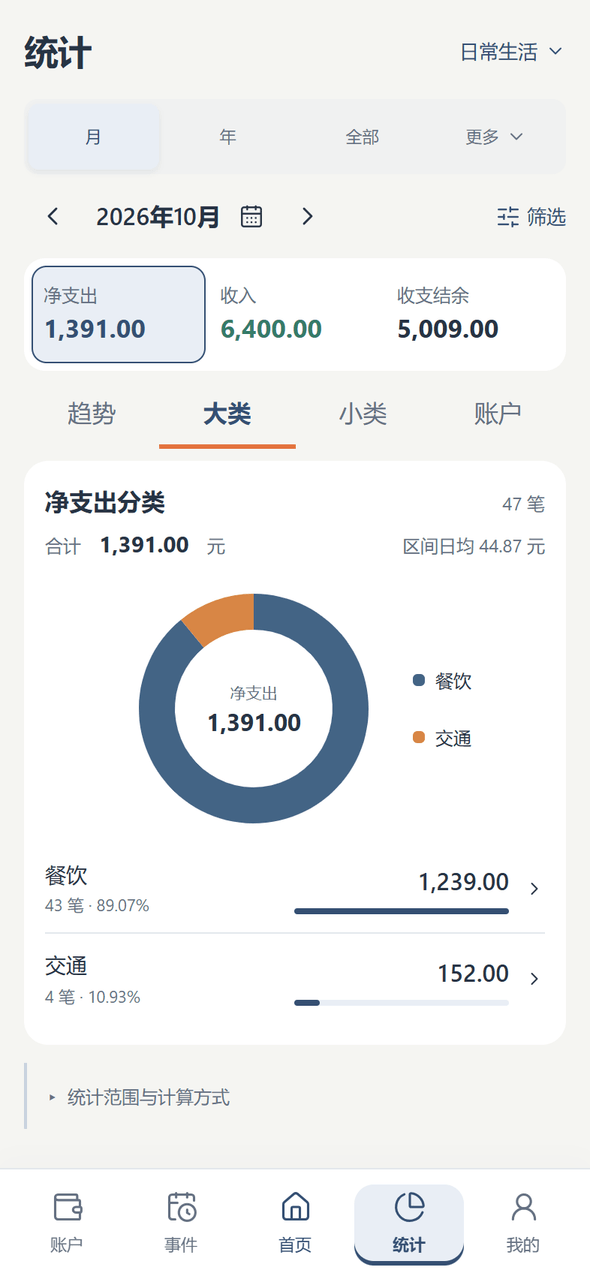 统计
日常生活
月 年 全部 更多
2026年10月 筛选
净支出 收入 收支结余
1,391.00 6,400.00 5,009.00
趋势 大类 小类 账户
净支出分类 47 笔
合计 1,391.00 元 区间日均 44.87 元
净支出
1,391.00
餐饮
交通
餐饮 1,239.00
43 笔 · 89.07%
交通 152.00
4 笔 · 10.93%
统计范围与计算方式
账户 事件 首页 统计 我的